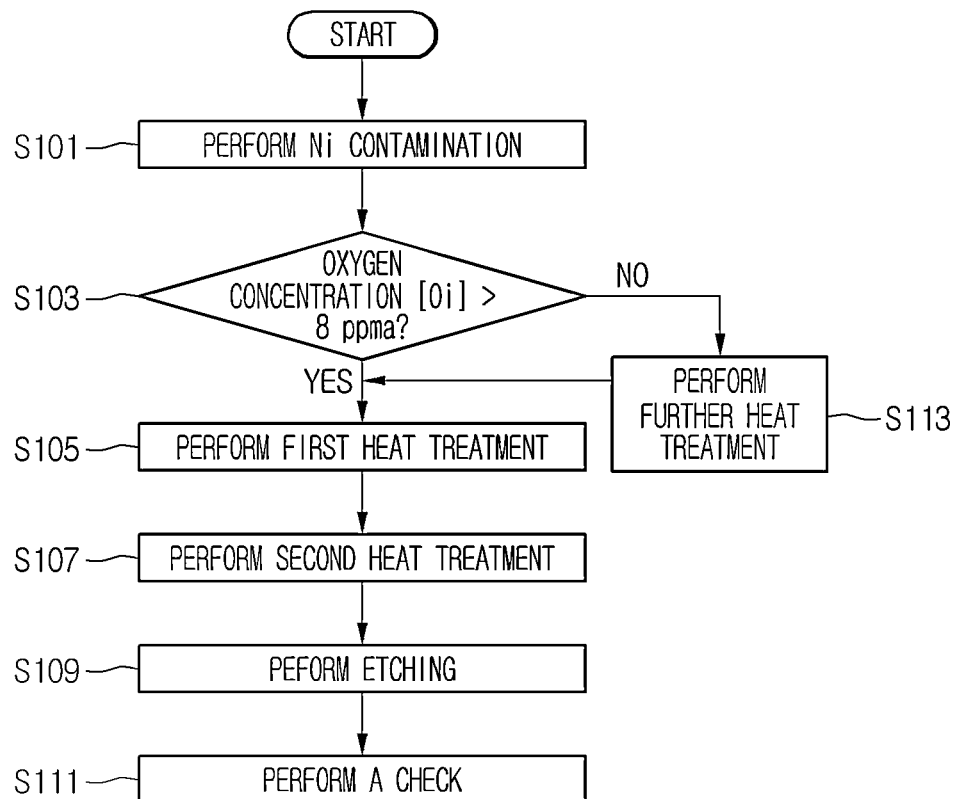 START
S101
PERFORM Ni CONTAMINATION
S103
OXYGEN
CONCENTRATION [Oi] >
8 ppma?
NO
YES
PERFORM
FURTHER HEAT
TREATMENT
S113
S105
PERFORM FIRST HEAT TREATMENT
S107
PERFORM SECOND HEAT TREATMENT
S109
PEFORM ETCHING
S111
PERFORM A CHECK